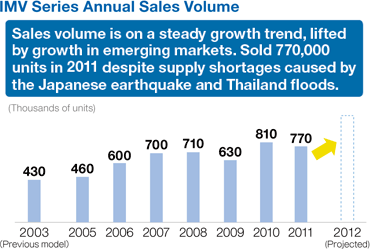 IMV Series Annual Sales Volume
Sales volume is on a steady growth trend, lifted
by growth in emerging markets. Sold 770,000
units in 2011 despite supply shortages caused by
the Japanese earthquake and Thailand floods.
(Thousands of units)
430 460 600 700 710 630 810 770
2003 2005 2006 2007 2008 2009 2010 2011 2012
(Previous model) (Projected)